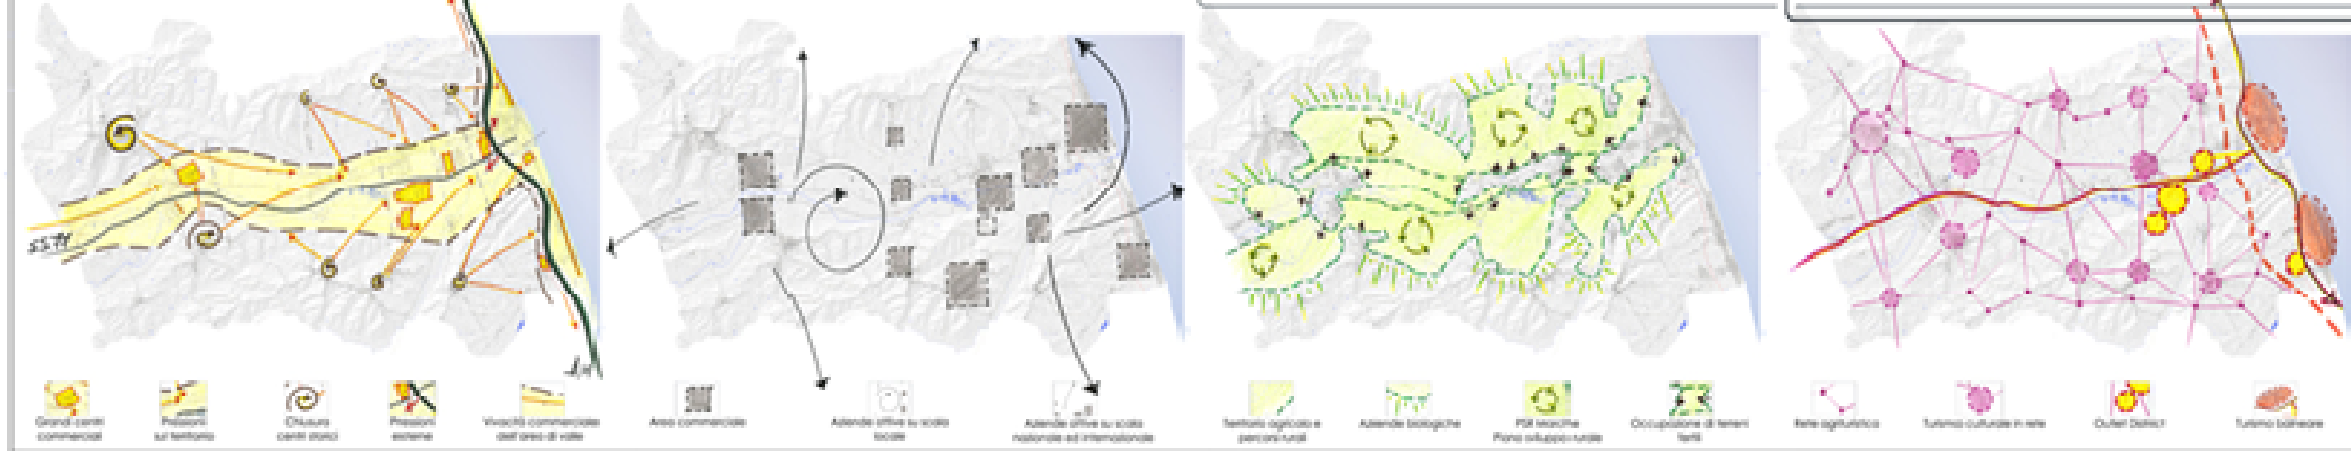 SS 77
Grandi centri
commerciali
Pressioni
sul territorio
Chiusura
centri storici
Pressioni
esterne
Vivacità commerciale
dell'area di valle
Area commerciale
Aziende attive su scala
locale
Aziende attive su scala
nazionale ed internazionale
Territorio agricolo e
percorsi rurali
Aziende biologiche
PSR Marche
Piano sviluppo rurale
Occupazione di terreni
fertili
Rete agrituristica
Turismo culturale in rete
Outlet District
Turismo balneare